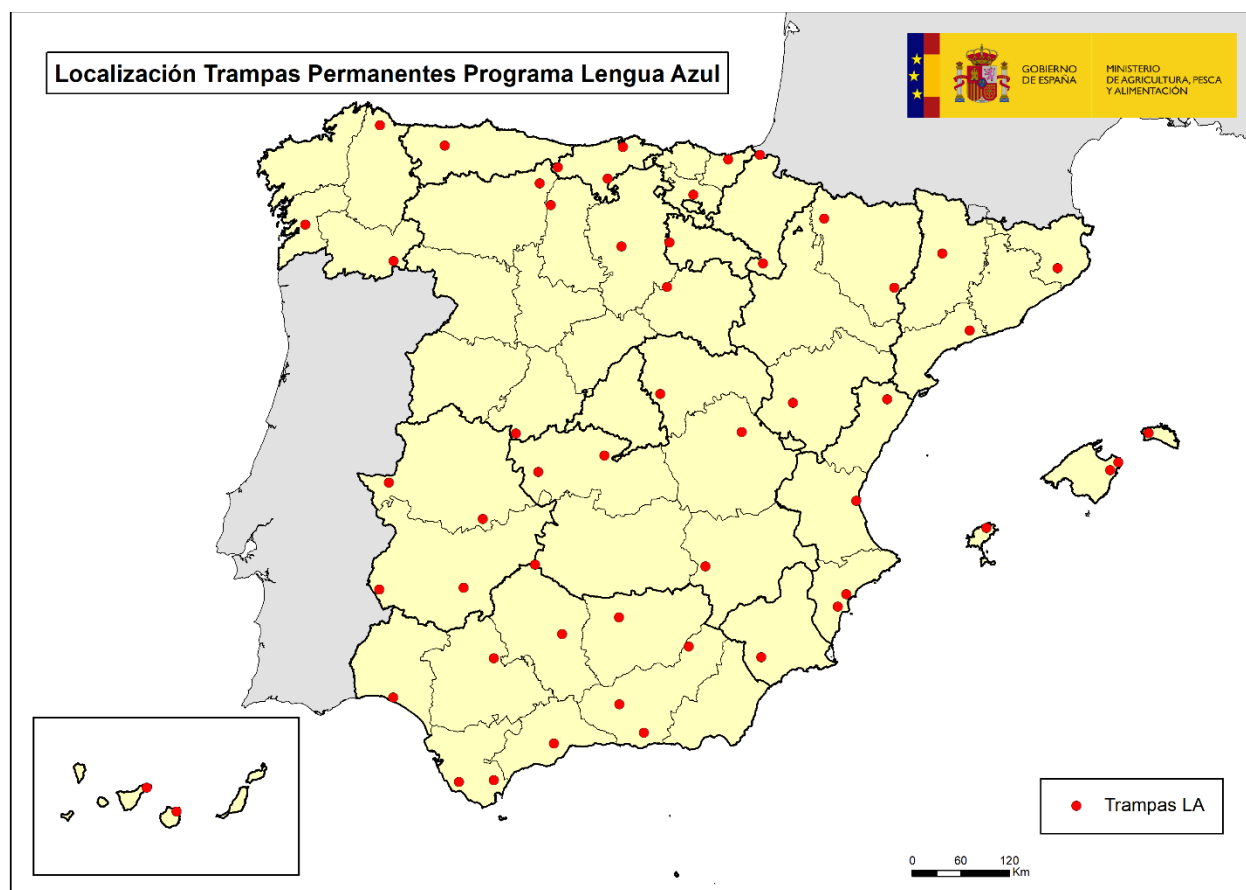 Localización Trampas Permanentes Programa Lengua Azul
GOBIERNO
DE ESPAÑA
MINISTERIO
DE AGRICULTURA, PESCA
Y ALIMENTACIÓN
Trampas LA
0 60 120
Km